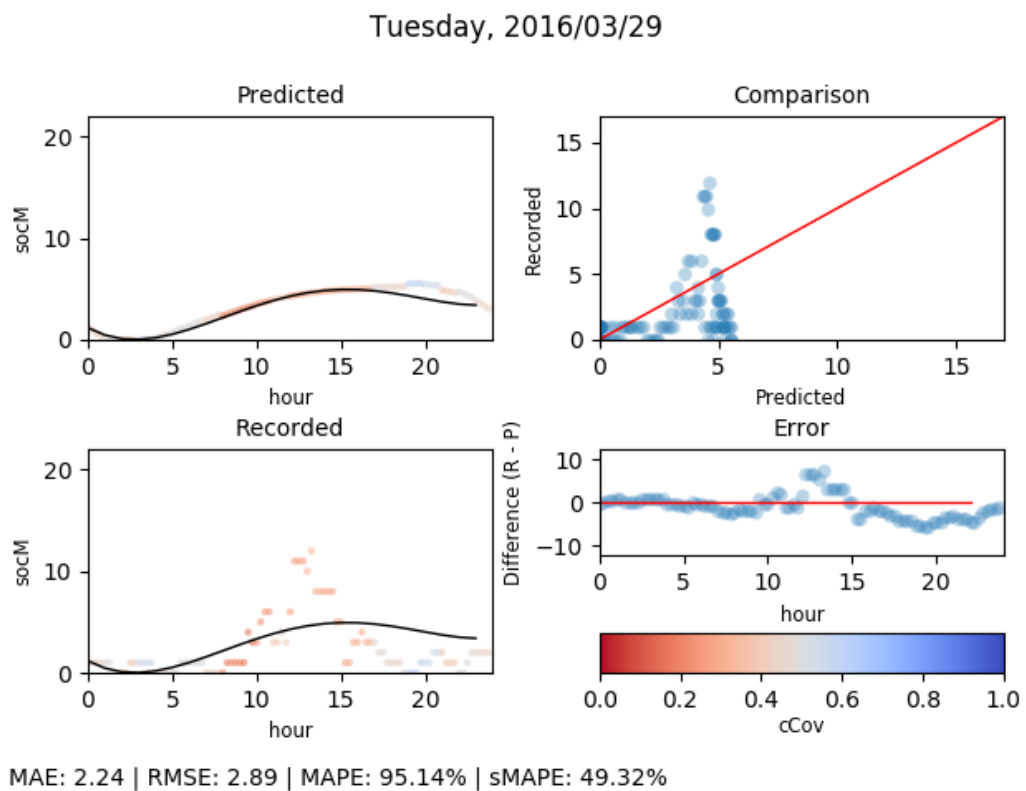 Tuesday, 2016/03/29
Predicted
socM
20
10
0
0 5 10 15 20
hour
Comparison
Recorded
15
10
5
0
0 5 10 15
Predicted
Recorded
socM
20
10
0
0 5 10 15 20
hour
Error
Difference (R - P)
10
0
−10
0 5 10 15 20
hour
0.0 0.2 0.4 0.6 0.8 1.0
cCov
MAE: 2.24 | RMSE: 2.89 | MAPE: 95.14% | sMAPE: 49.32%